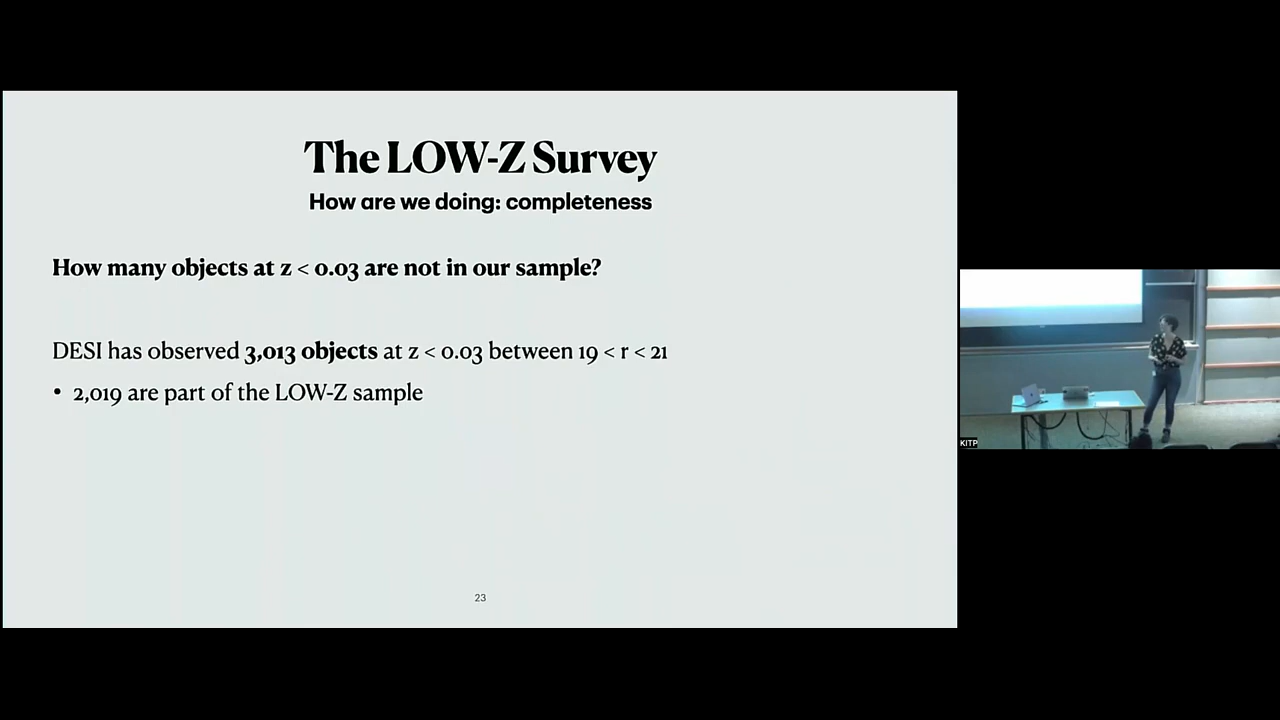 The LOW-Z Survey
How are we doing: completeness
How many objects at z < 0.03 are not in our sample?
DESI has observed 3,013 objects at z < 0.03 between 19 < r < 21
• 2,019 are part of the LOW-Z sample
23
KITP